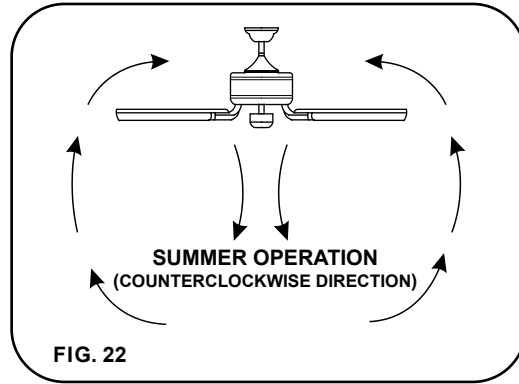 SUMMER OPERATION
(COUNTERCLOCKWISE DIRECTION)
FIG. 22